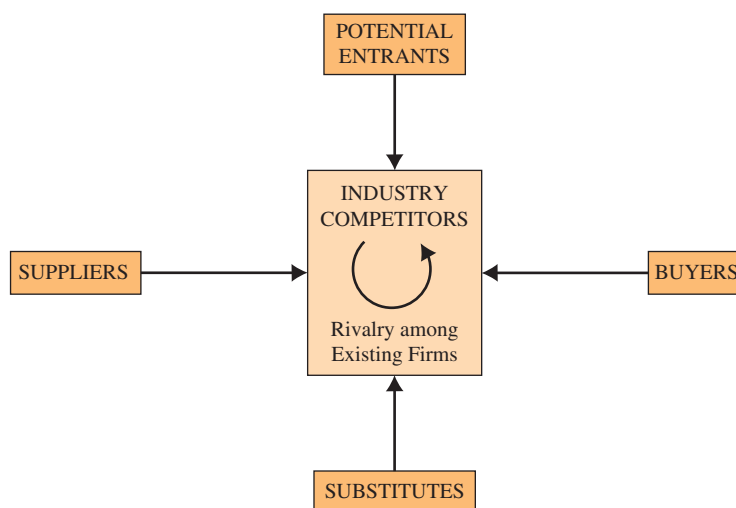 POTENTIAL
ENTRANTS
INDUSTRY
COMPETITORS
SUPPLIERS
BUYERS
Rivalry among
Existing Firms
SUBSTITUTES